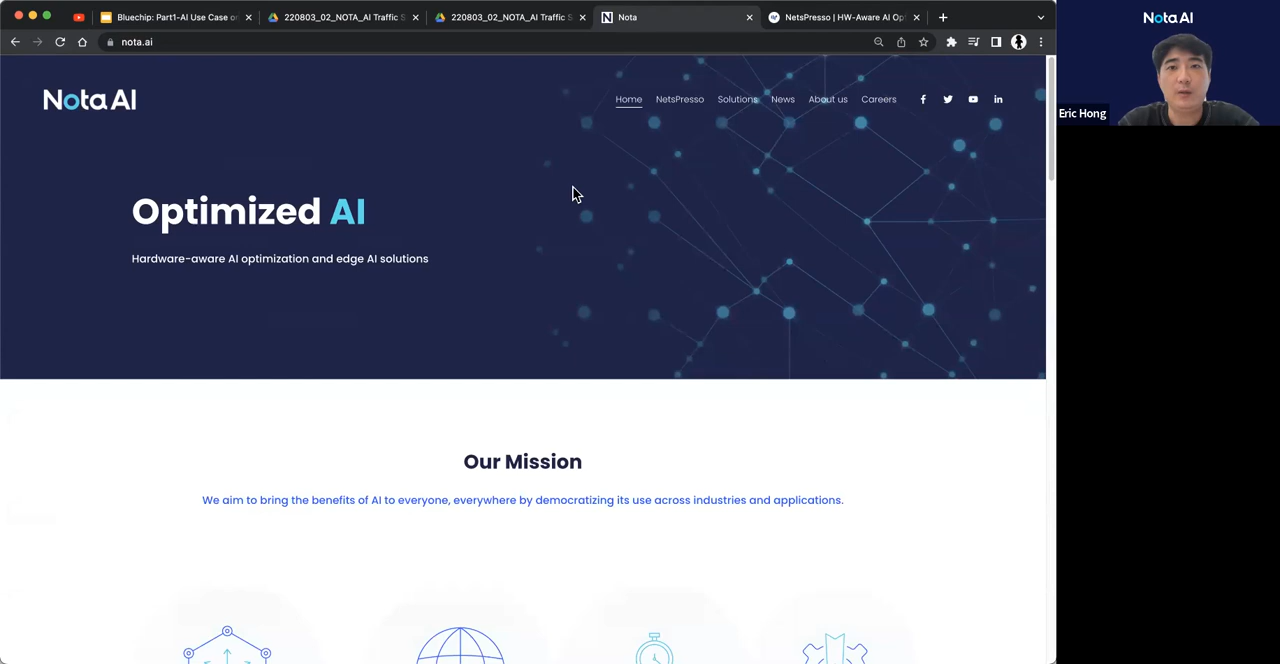 Bluechip: Part1-AI Use Case o
220803_02_NOTA_AI Traffic S
220803_02_NOTA_AI Traffic S
Nota
NetsPresso | HW-Aware AI Op
nota.ai
Nota AI
Eric Hong
Nota AI
Home
NetsPresso
Solutions
News
About us
Careers
Optimized AI
Hardware-aware AI optimization and edge AI solutions
Our Mission
We aim to bring the benefits of AI to everyone, everywhere by democratizing its use across industries and applications.